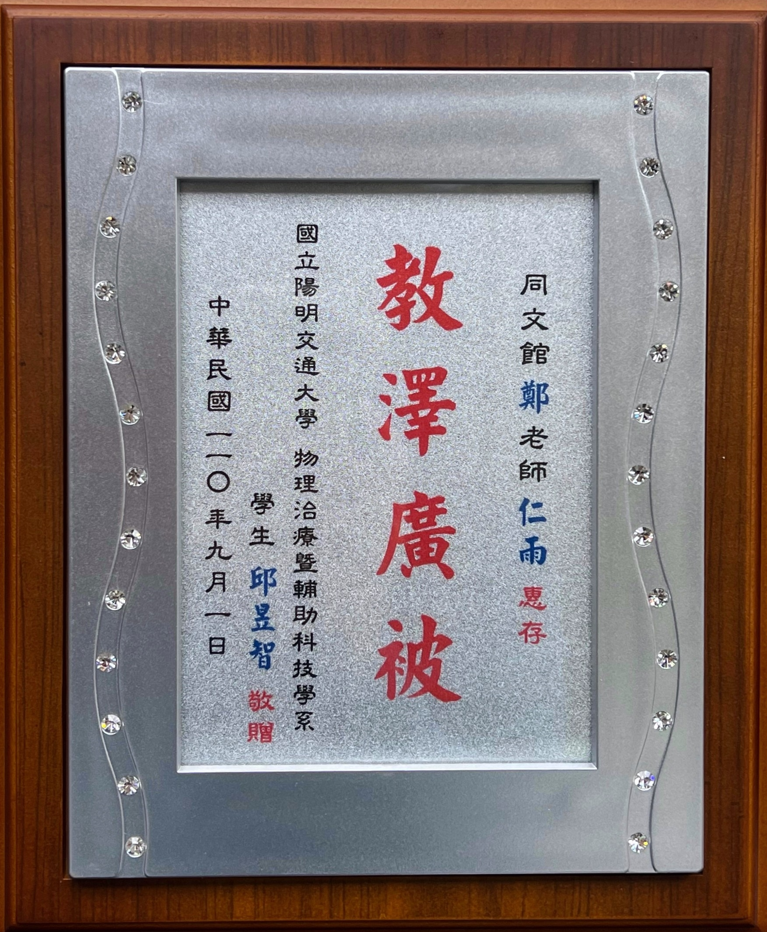 同文館鄭老師仁雨惠存
教澤廣被
國立陽明交通大學 物理治療暨輔助科技學系
學生邱昱智敬贈
中華民國一一〇年九月一日